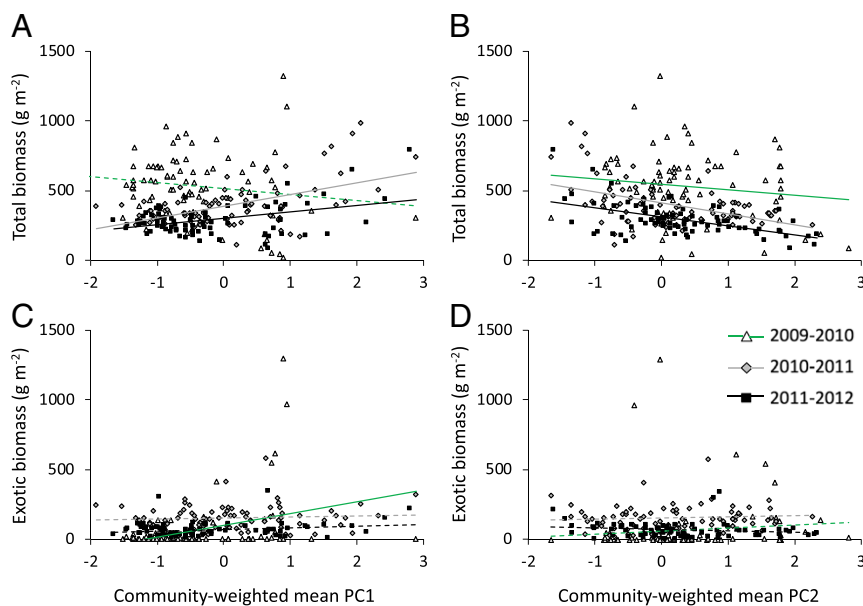 A
B
1500
1000
500
0
Total biomass (g m⁻²)
-2 -1 0 1 2 3
1500
1000
500
0
Total biomass (g m⁻²)
-2 -1 0 1 2 3
C
D
1500
1000
500
0
Exotic biomass (g m⁻²)
-2 -1 0 1 2 3
Community-weighted mean PC1
1500
1000
500
0
Exotic biomass (g m⁻²)
-2 -1 0 1 2 3
Community-weighted mean PC2
2009-2010
2010-2011
2011-2012